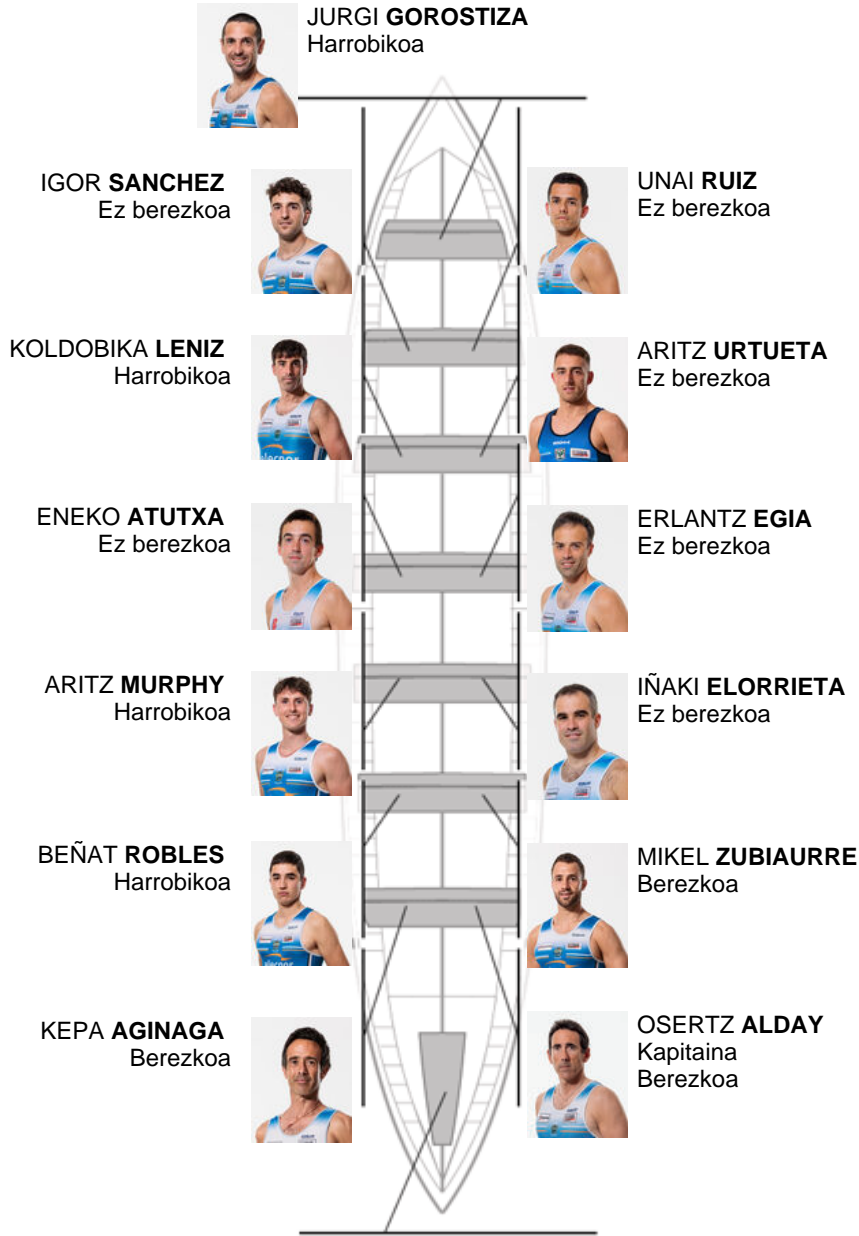 JURGI GOROSTIZA
Harrobikoa
IGOR SANCHEZ
Ez berezkoa
UNAI RUIZ
Ez berezkoa
KOLDOBIKA LENIZ
Harrobikoa
ARITZ URTUETA
Ez berezkoa
ENEKO ATUTXA
Ez berezkoa
ERLANTZ EGIA
Ez berezkoa
ARITZ MURPHY
Harrobikoa
IÑAKI ELORRIETA
Ez berezkoa
BEÑAT ROBLES
Harrobikoa
MIKEL ZUBIAURRE
Berezkoa
KEPA AGINAGA
Berezkoa
OSERTZ ALDAY
Kapitaina
Berezkoa